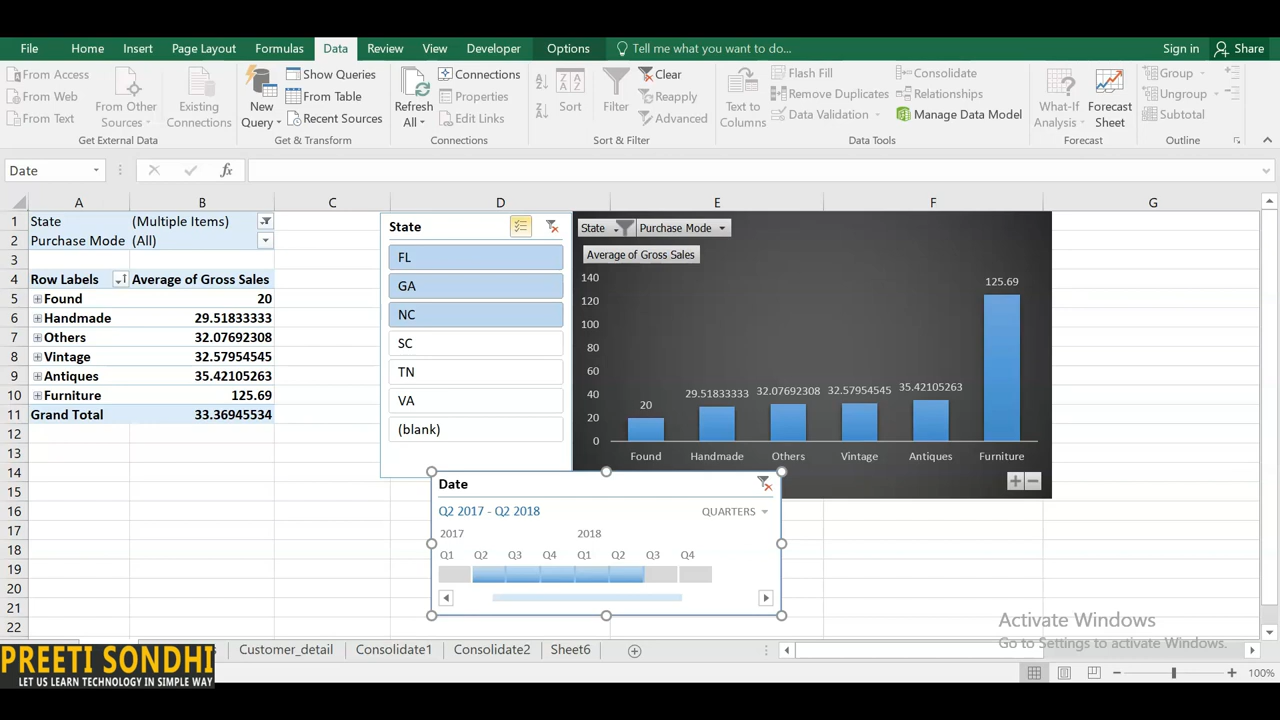 File Home Insert Page Layout Formulas Data Review View Developer Options Tell me what you want to do... Sign in Share
From Access
From Web
From Text
From Other
Sources
Existing
Connections
Get External Data
New
Query
Show Queries
From Table
Recent Sources
Get & Transform
Refresh
All
Connections
Properties
Edit Links
Connections
Sort
Filter
Clear
Reapply
Advanced
Sort & Filter
Text to
Columns
Flash Fill
Remove Duplicates
Data Validation
Consolidate
Relationships
Manage Data Model
Data Tools
What-If
Analysis
Forecast
Sheet
Forecast
Group
Ungroup
Subtotal
Outline
Date fx
A B C D E F G
1 State (Multiple Items)
2 Purchase Mode (All)
3
4 Row Labels Average of Gross Sales
5 Found 20
6 Handmade 29.51833333
7 Others 32.07692308
8 Vintage 32.57954545
9 Antiques 35.42105263
10 Furniture 125.69
11 Grand Total 33.36945534
12
13
14
15
16
17
18
19
20
21
22
State
FL
GA
NC
SC
TN
VA
(blank)
State Purchase Mode
Average of Gross Sales
140
120
100
80
60
40
20
0
20
29.51833333
32.07692308
32.57954545
35.42105263
125.69
Found Handmade Others Vintage Antiques Furniture
Date
Q2 2017 - Q2 2018 QUARTERS
2017 2018
Q1 Q2 Q3 Q4 Q1 Q2 Q3 Q4
Activate Windows
Go to Settings to activate Windows.
Customer_detail Consolidate1 Consolidate2 Sheet6
PREETI SONDHI
LET US LEARN TECHNOLOGY IN SIMPLE WAY
100%